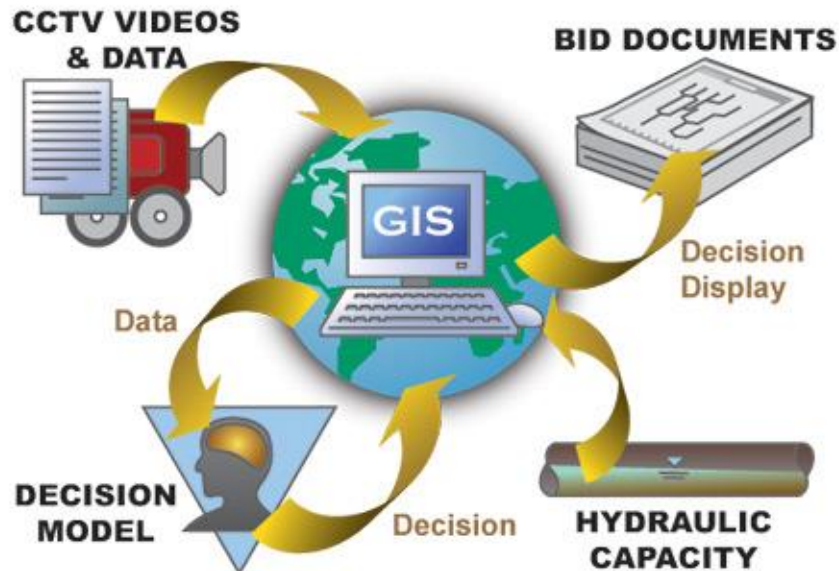 CCTV VIDEOS
& DATA
BID DOCUMENTS
GIS
Decision
Display
Data
DECISION
MODEL
Decision
HYDRAULIC
CAPACITY